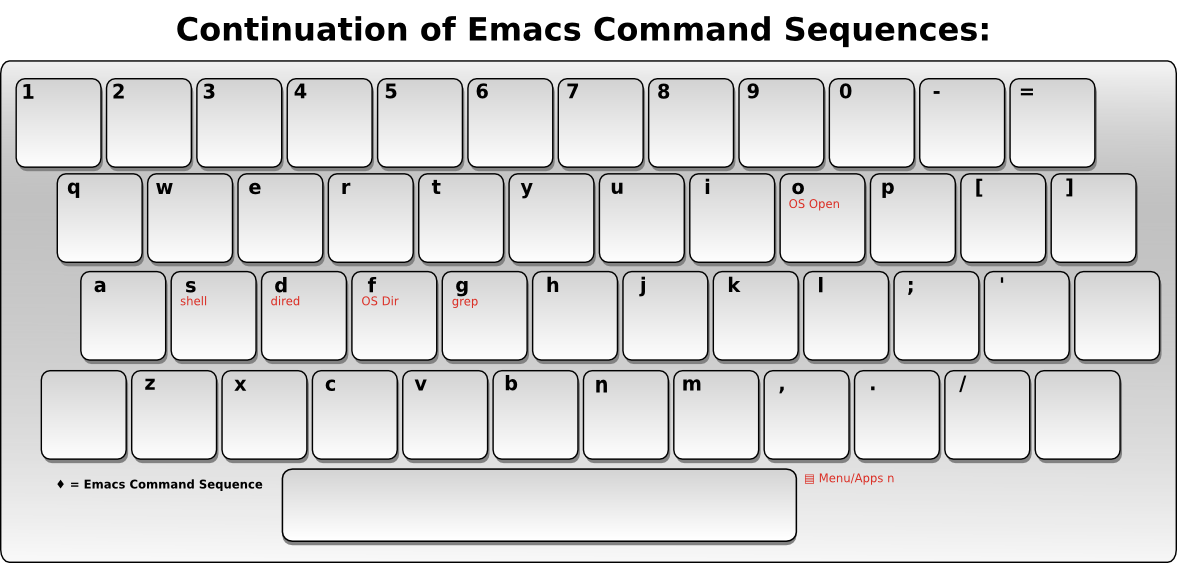 Continuation of Emacs Command Sequences:
1 2 3 4 5 6 7 8 9 0 - =
q w e r t y u i o p [ ]
OS Open
a s d f g h j k l ; '
shell dired OS Dir grep
z x c v b n m , . /
♦ = Emacs Command Sequence
▤ Menu/Apps n